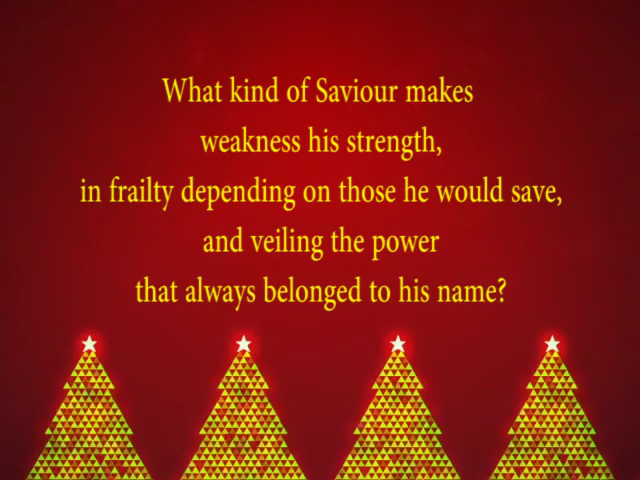 What kind of Saviour makes
weakness his strength,
in frailty depending on those he would save,
and veiling the power
that always belonged to his name?